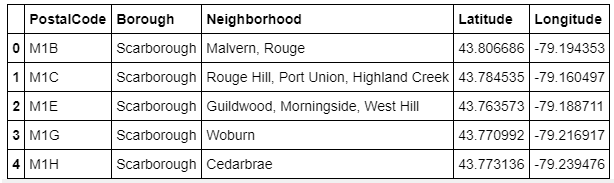 PostalCode Borough Neighborhood Latitude Longitude
0 M1B Scarborough Malvern, Rouge 43.806686 -79.194353
1 M1C Scarborough Rouge Hill, Port Union, Highland Creek 43.784535 -79.160497
2 M1E Scarborough Guildwood, Morningside, West Hill 43.763573 -79.188711
3 M1G Scarborough Woburn 43.770992 -79.216917
4 M1H Scarborough Cedarbrae 43.773136 -79.239476